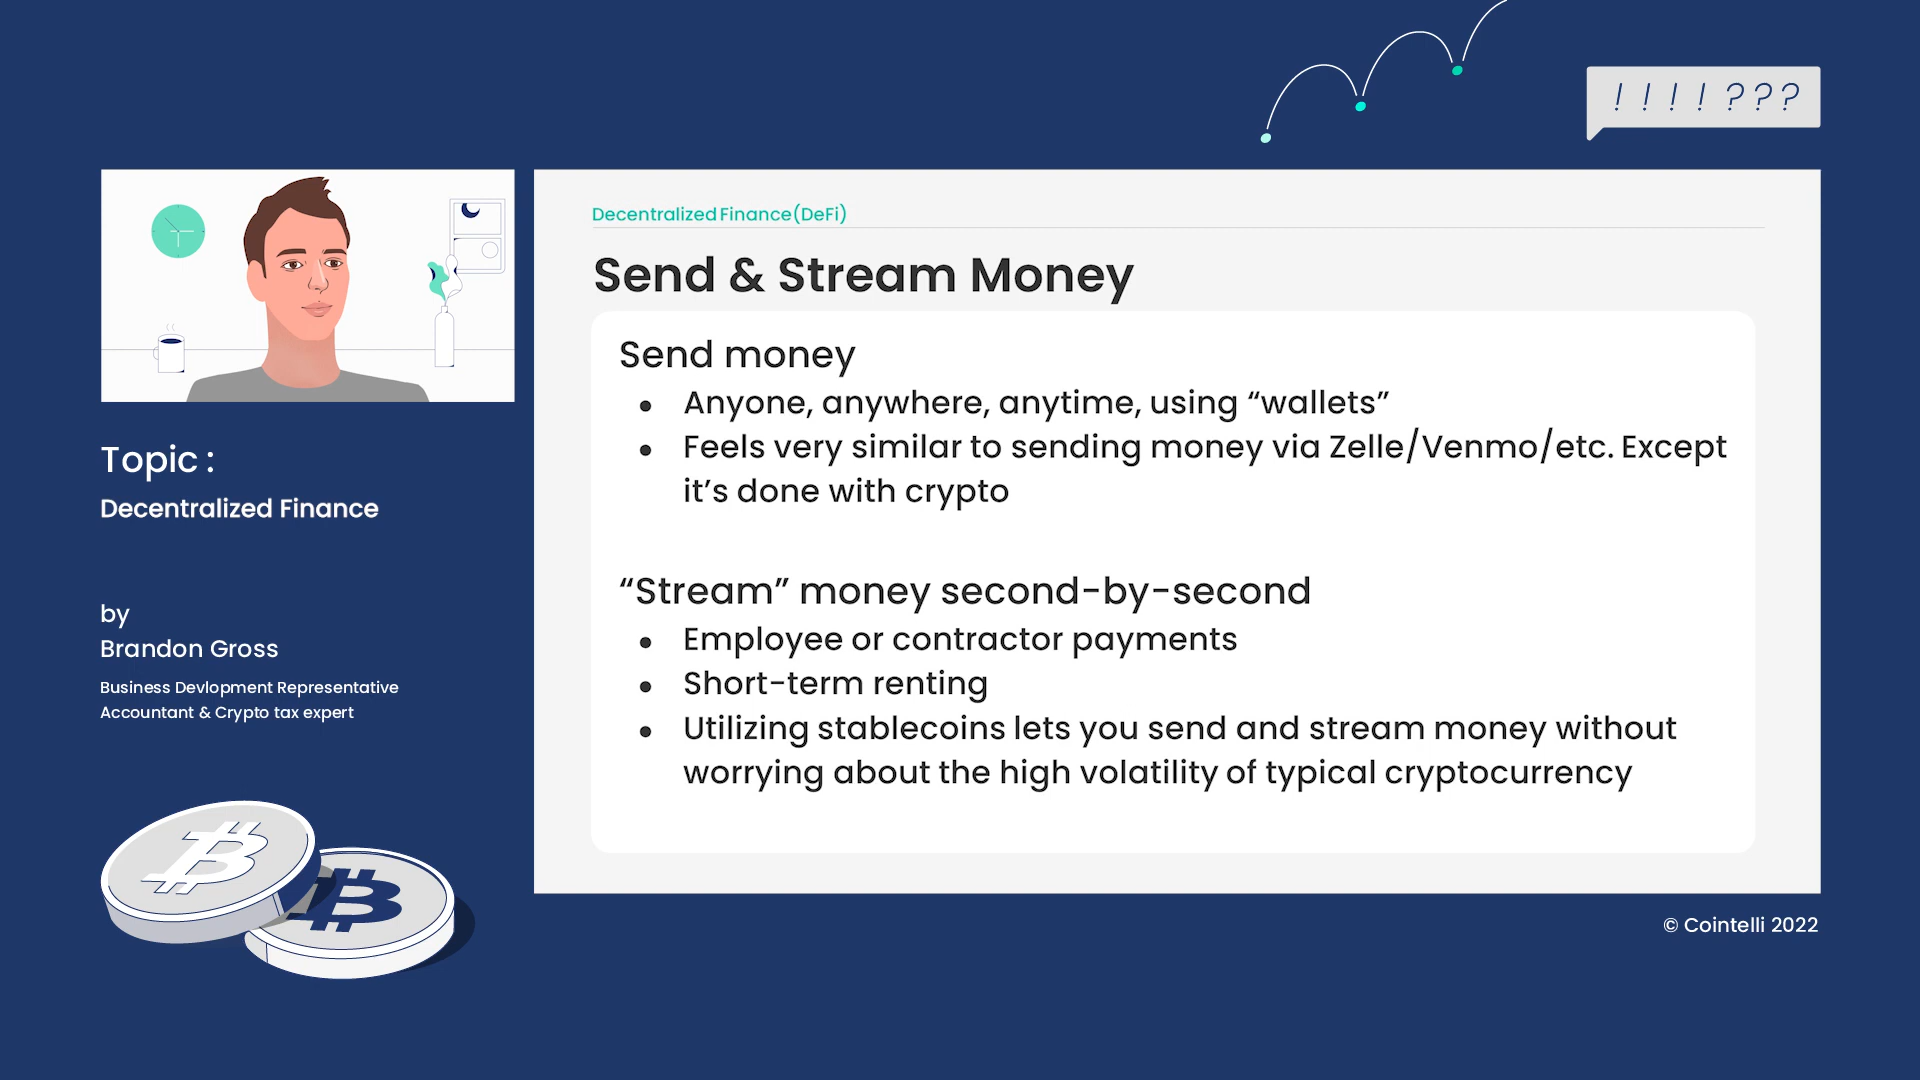 ! ! ! ! ? ? ?
Decentralized Finance(DeFi)
Send & Stream Money
Send money
● Anyone, anywhere, anytime, using “wallets”
● Feels very similar to sending money via Zelle/Venmo/etc. Except
it’s done with crypto
“Stream” money second-by-second
● Employee or contractor payments
● Short-term renting
● Utilizing stablecoins lets you send and stream money without
worrying about the high volatility of typical cryptocurrency
Topic :
Decentralized Finance
by
Brandon Gross
Business Devlopment Representative
Accountant & Crypto tax expert
© Cointelli 2022